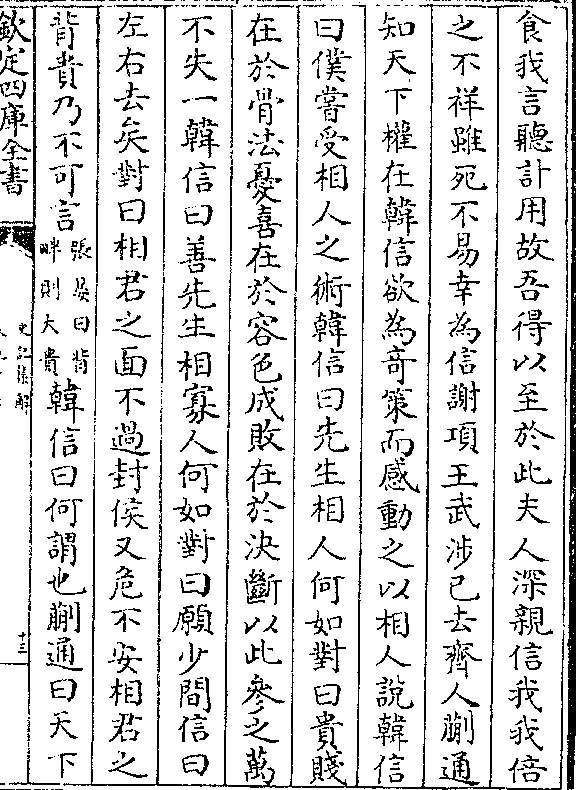 食我言聽計用故吾得以至於此夫人深親信我我倍
之不祥雖死不易幸為信謝項王武涉已去齊人蒯通
知天下權在韓信欲為奇策而感動之以相人說韓信
曰僕嘗受相人之術韓信曰先生相人何如對曰貴賤
在於骨法憂喜在於容色成敗在於決斷以此參之萬
不失一韓信曰善先生相寡人何如對曰願少間信曰
左右去矣對曰相君之面不過封侯又危不安相君之
背貴乃不可言張晏曰背畔則大貴韓信曰何謂也蒯通曰天下
欽定四庫全書
史記集解
十三